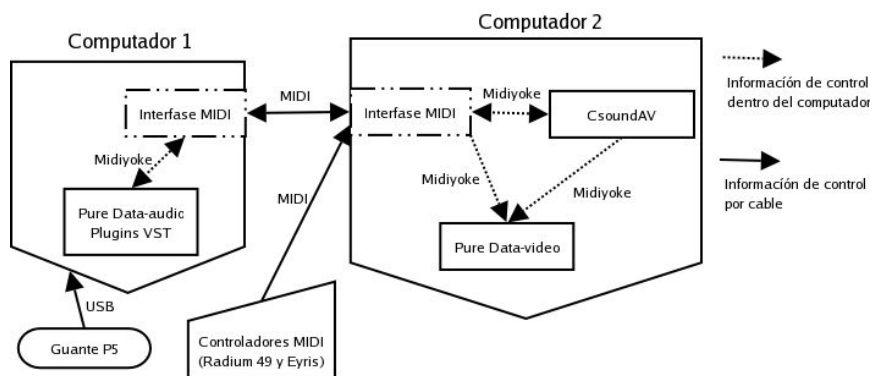 Computador 1
Computador 2
Interfase MIDI
MIDI
Interfase MIDI
Midiyoke
CsoundAV
Información de control
dentro del computador
Midiyoke
Pure Data-audio
Plugins VST
MIDI
Midiyoke
Midiyoke
Pure Data-video
Información de control
por cable
USB
Guante P5
Controladores MIDI
(Radium 49 y Eyris)